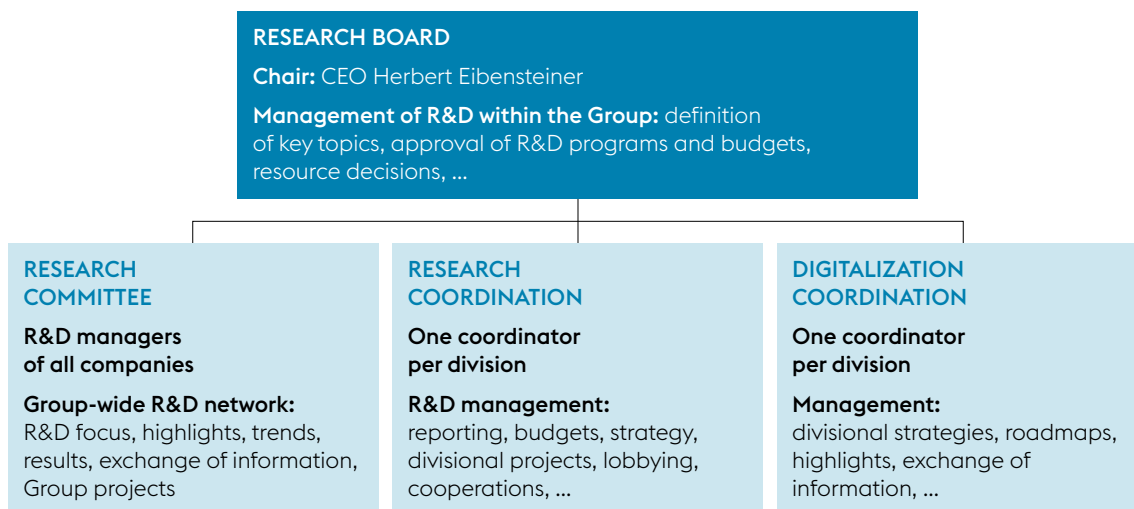 RESEARCH BOARD
Chair: CEO Herbert Eibensteiner
Management of R&D within the Group: definition
of key topics, approval of R&D programs and budgets,
resource decisions, ...
RESEARCH
COMMITTEE
R&D managers
of all companies
Group-wide R&D network:
R&D focus, highlights, trends,
results, exchange of information,
Group projects
RESEARCH
COORDINATION
One coordinator
per division
R&D management:
reporting, budgets, strategy,
divisional projects, lobbying,
cooperations, ...
DIGITALIZATION
COORDINATION
One coordinator
per division
Management:
divisional strategies, roadmaps,
highlights, exchange of
information, ...